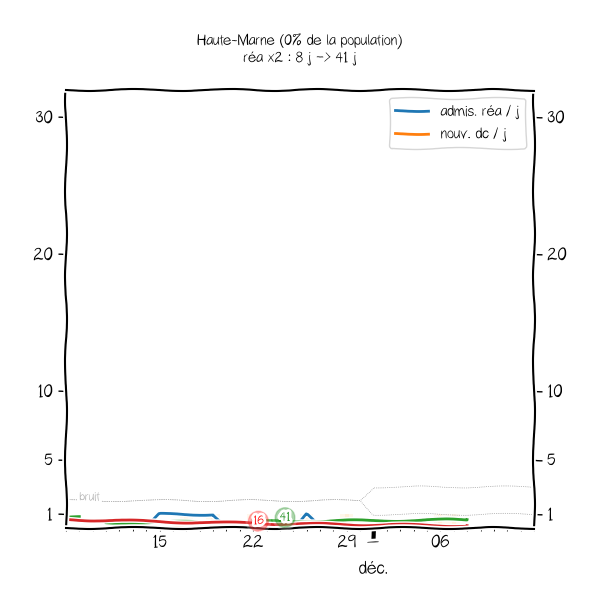 Haute-Marne (0% de la population)
réa x2 : 8 j -> 41 j
admis. réa / j
nouv. dc / j
30
30
20
20
10
10
5
5
bruit
1
1
16
41
15
22
29
06
déc.